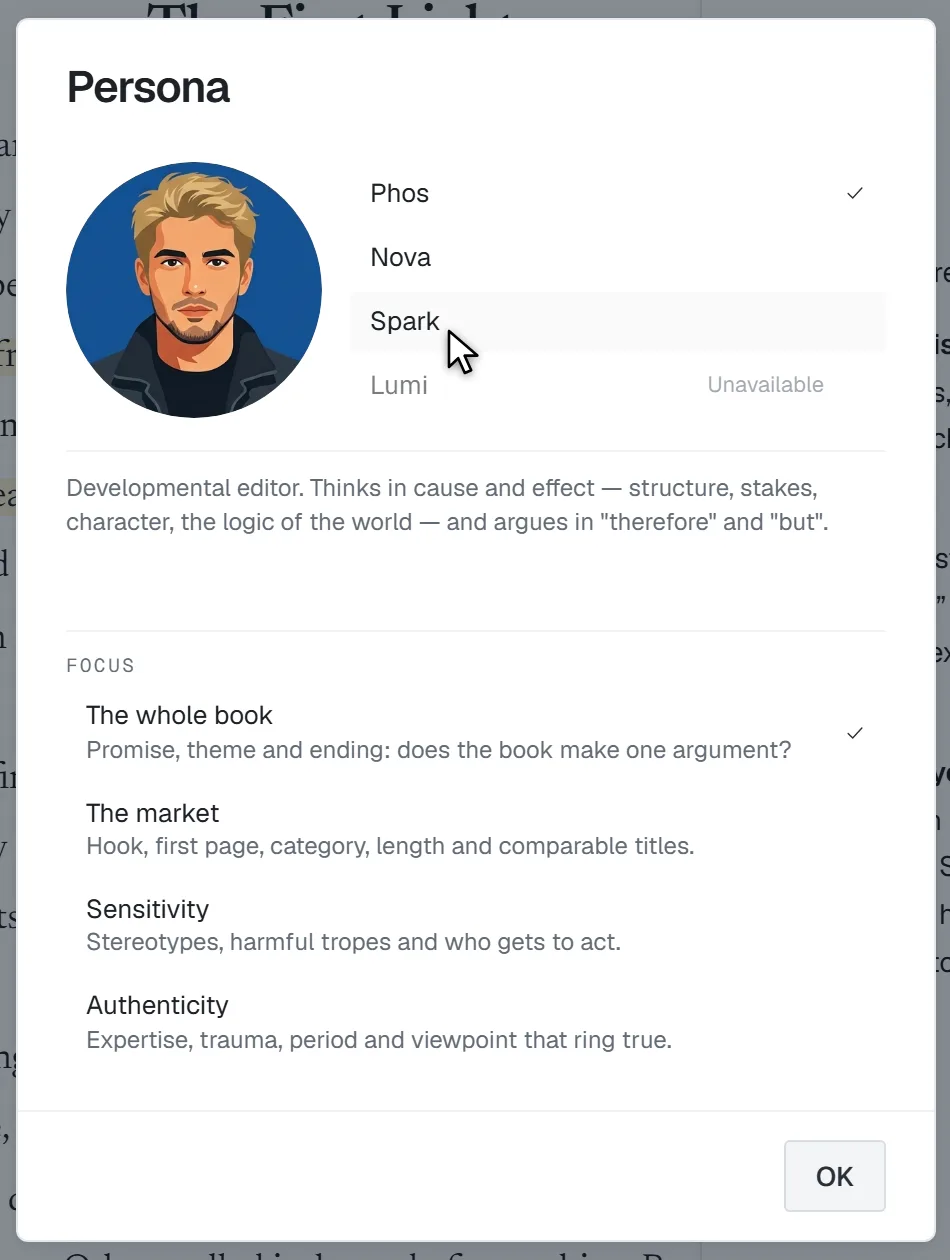 Persona
Phos
Nova
Spark
Lumi
Unavailable
Developmental editor. Thinks in cause and effect — structure, stakes,
character, the logic of the world — and argues in "therefore" and "but".
FOCUS
The whole book
Promise, theme and ending: does the book make one argument?
The market
Hook, first page, category, length and comparable titles.
Sensitivity
Stereotypes, harmful tropes and who gets to act.
Authenticity
Expertise, trauma, period and viewpoint that ring true.
OK